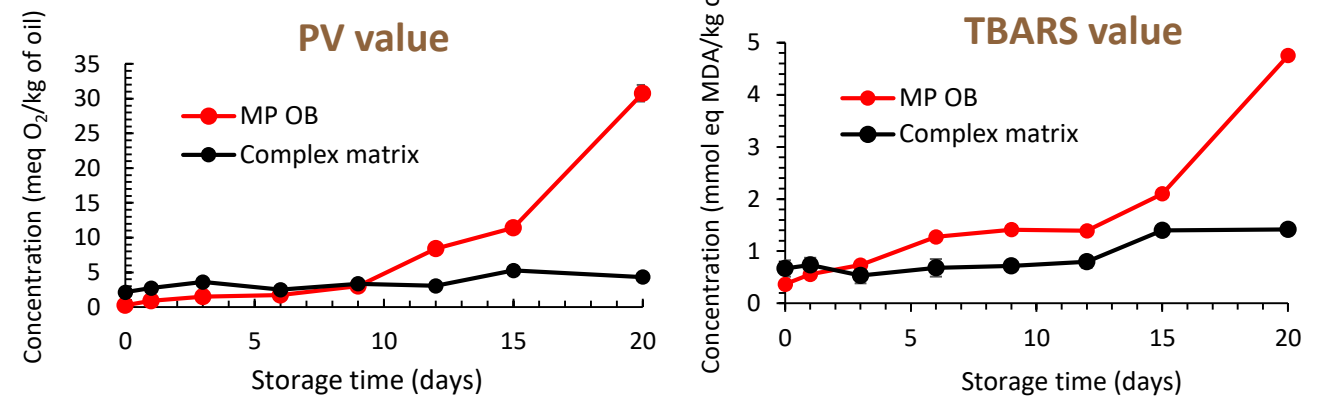 PV value
Concentration (meq O₂/kg of oil)
35
30
25
20
15
10
5
0
MP OB
Complex matrix
0 5 10 15 20
Storage time (days)
TBARS value
Concentration (mmol eq MDA/kg o
5
4
3
2
1
0
MP OB
Complex matrix
0 5 10 15 20
Storage time (days)